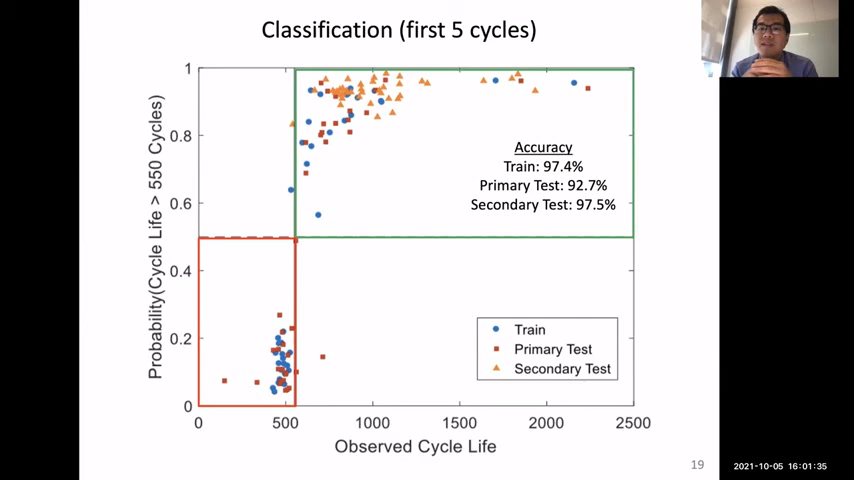 Classification (first 5 cycles)
Probability(Cycle Life > 550 Cycles)
1
0.8
0.6
0.4
0.2
0
0
500
1000
1500
2000
2500
Observed Cycle Life
Accuracy
Train: 97.4%
Primary Test: 92.7%
Secondary Test: 97.5%
Train
Primary Test
Secondary Test
19
2021-10-05 16:01:35